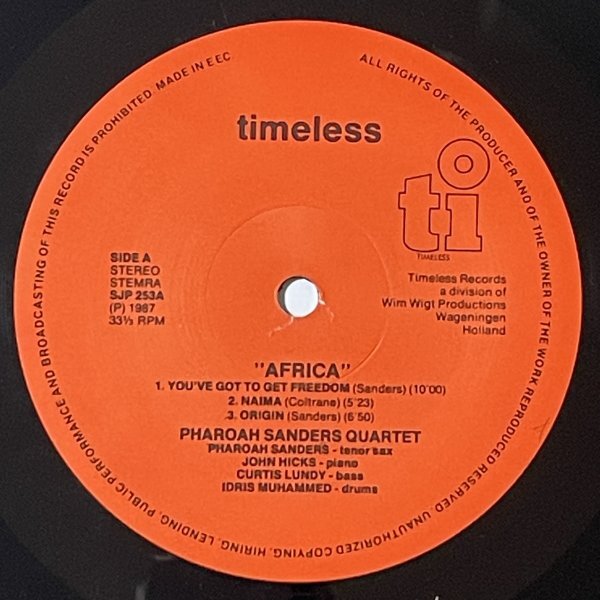 ALL RIGHTS OF THE PRODUCER AND OF THE OWNER OF THE WORK REPRODUCED RESERVED. UNAUTHORIZED COPYING, HIRING, LENDING, PUBLIC PERFORMANCE AND BROADCASTING OF THIS RECORD IS PROHIBITED. MADE IN EEC.
timeless
ti
TIMELESS
SIDE A
STEREO
STEMRA
SJP 253A
(P) 1987
33⅓ RPM
Timeless Records
a division of
Wim Wigt Productions
Wageningen
Holland
"AFRICA"
1. YOU'VE GOT TO GET FREEDOM (Sanders) (10'00)
2. NAIMA (Coltrane) (5'23)
3. ORIGIN (Sanders) (6'50)
PHAROAH SANDERS QUARTET
PHAROAH SANDERS - tenor sax
JOHN HICKS - piano
CURTIS LUNDY - bass
IDRIS MUHAMMED - drums